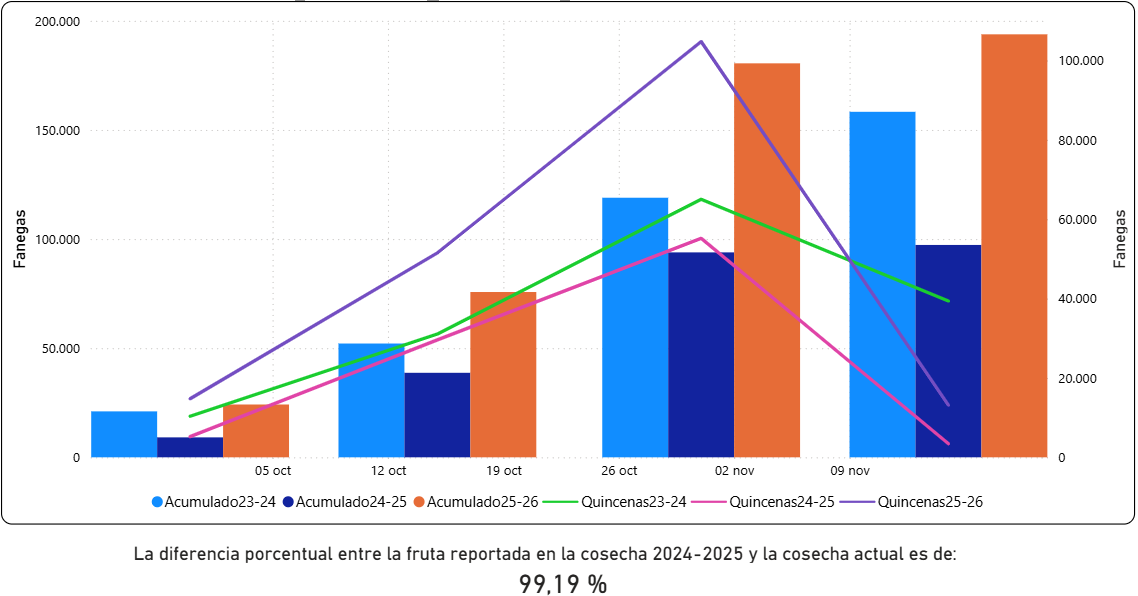 200.000
150.000
100.000
50.000
0
Fanegas
100.000
80.000
60.000
40.000
20.000
0
Fanegas
05 oct 12 oct 19 oct 26 oct 02 nov 09 nov
Acumulado23-24 Acumulado24-25 Acumulado25-26 Quincenas23-24 Quincenas24-25 Quincenas25-26
La diferencia porcentual entre la fruta reportada en la cosecha 2024-2025 y la cosecha actual es de:
99,19 %